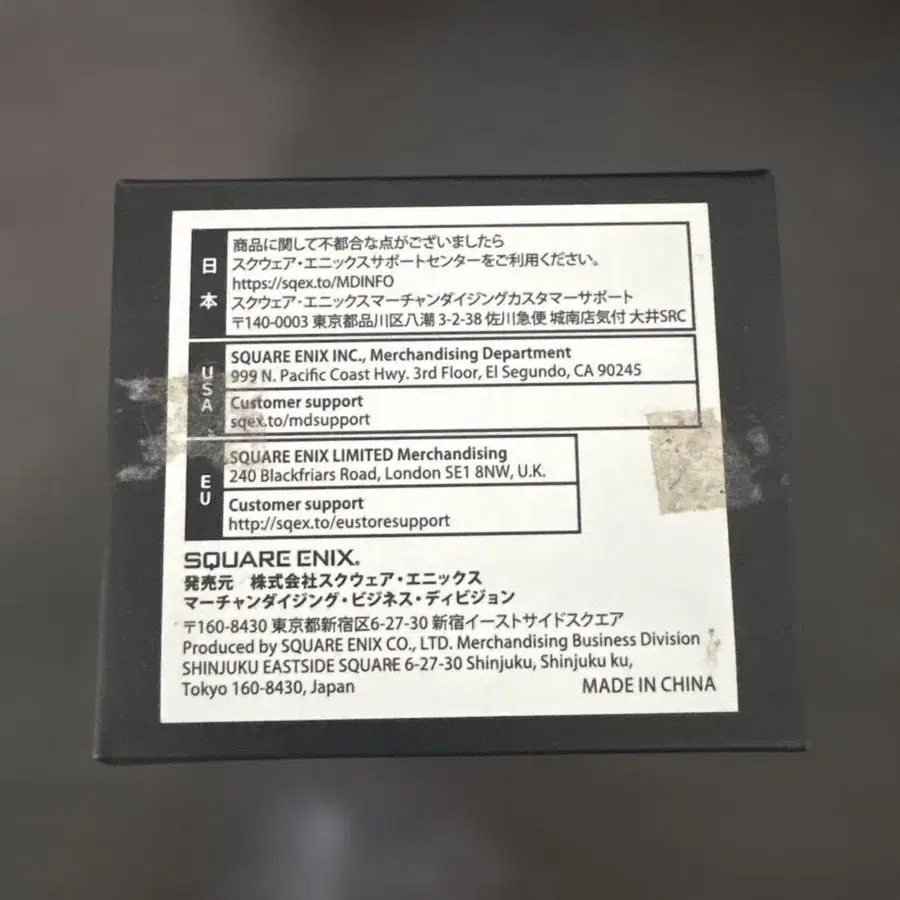 日本
商品に関して不都合な点がございましたら
スクウェア・エニックスサポートセンターをご利用ください。
https://sqex.to/MDINFO
スクウェア・エニックスマーチャンダイジングカスタマーサポート
〒140-0003 東京都品川区八潮 3-2-38 佐川急便 城南店気付 大井SRC
USA
SQUARE ENIX INC., Merchandising Department
999 N. Pacific Coast Hwy. 3rd Floor, El Segundo, CA 90245
Customer support
sqex.to/mdsupport
EU
SQUARE ENIX LIMITED Merchandising
240 Blackfriars Road, London SE1 8NW, U.K.
Customer support
http://sqex.to/eustoresupport
SQUARE ENIX.
発売元 株式会社スクウェア・エニックス
マーチャンダイジング・ビジネス・ディビジョン
〒160-8430 東京都新宿区6-27-30 新宿イーストサイドスクエア
Produced by SQUARE ENIX CO., LTD. Merchandising Business Division
SHINJUKU EASTSIDE SQUARE 6-27-30 Shinjuku, Shinjuku ku,
Tokyo 160-8430, Japan
MADE IN CHINA